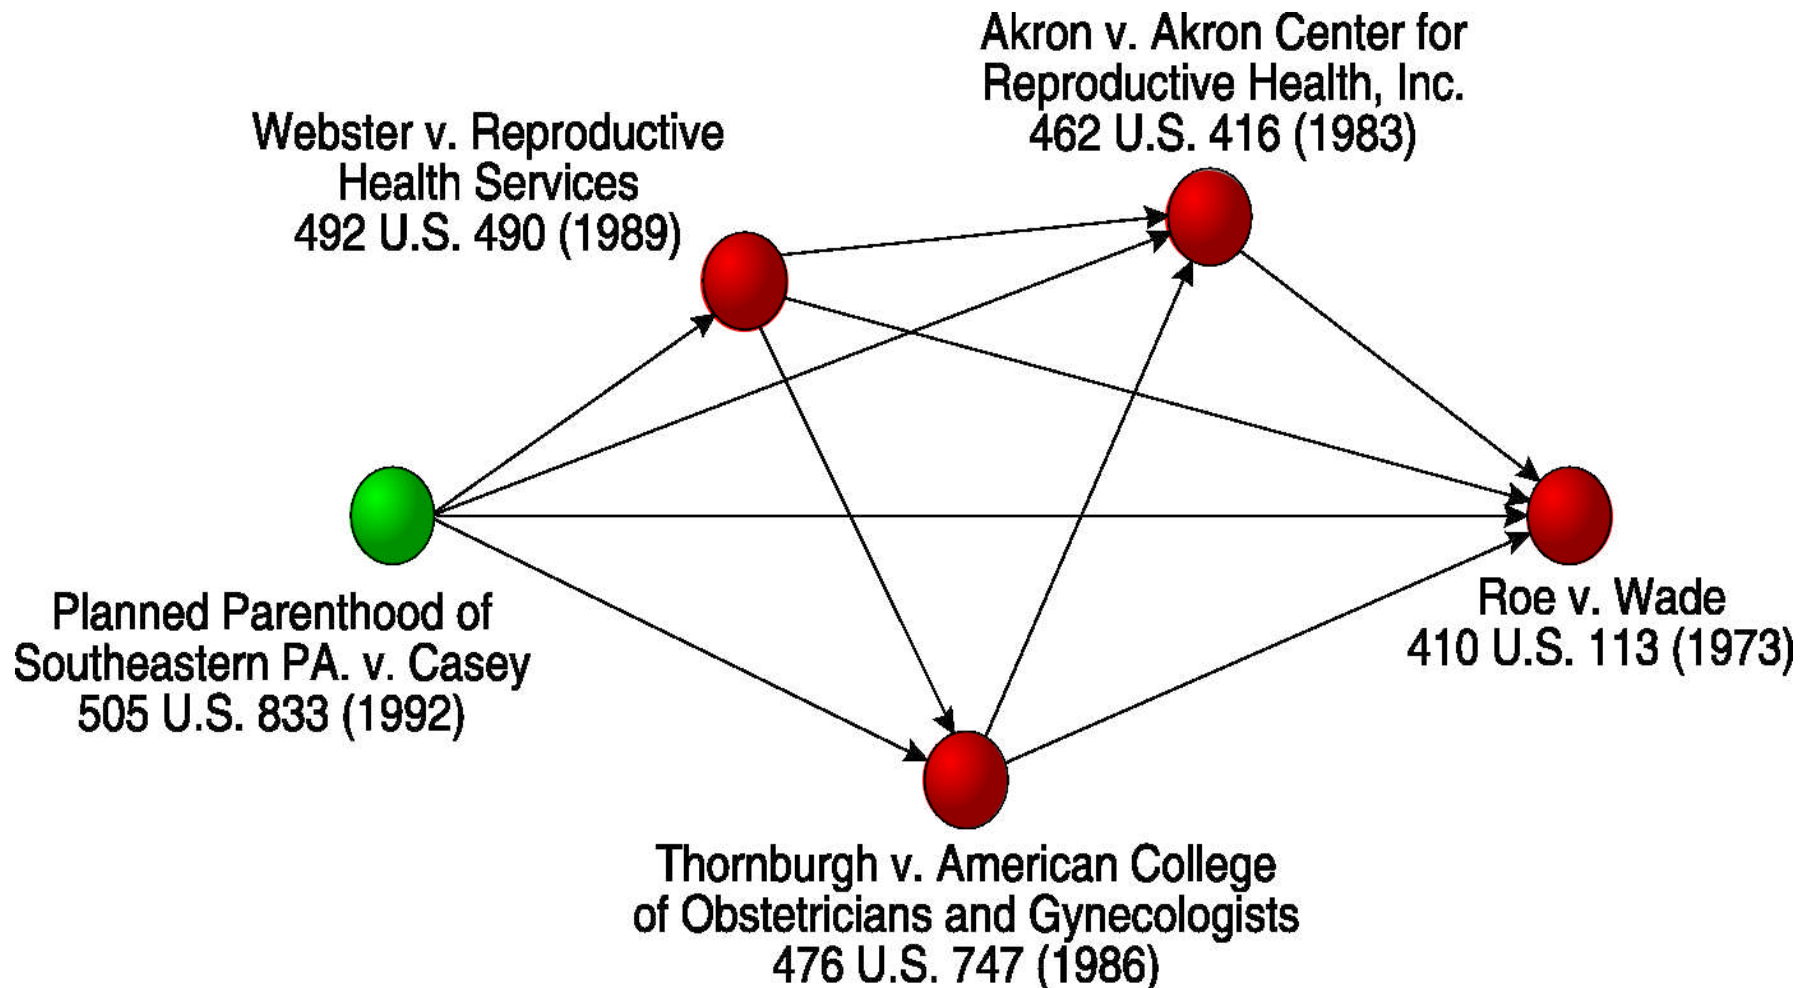 Akron v. Akron Center for
Reproductive Health, Inc.
462 U.S. 416 (1983)
Webster v. Reproductive
Health Services
492 U.S. 490 (1989)
Planned Parenthood of
Southeastern PA. v. Casey
505 U.S. 833 (1992)
Roe v. Wade
410 U.S. 113 (1973)
Thornburgh v. American College
of Obstetricians and Gynecologists
476 U.S. 747 (1986)